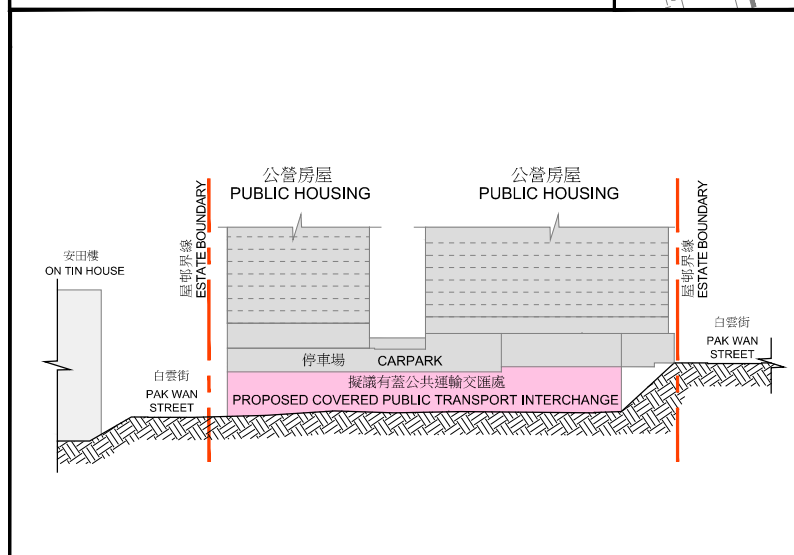 公營房屋
PUBLIC HOUSING
公營房屋
PUBLIC HOUSING
屋邨界線
ESTATE BOUNDARY
屋邨界線
ESTATE BOUNDARY
安田樓
ON TIN HOUSE
白雲街
PAK WAN
STREET
停車場 CARPARK
白雲街
PAK WAN
STREET
擬議有蓋公共運輸交匯處
PROPOSED COVERED PUBLIC TRANSPORT INTERCHANGE